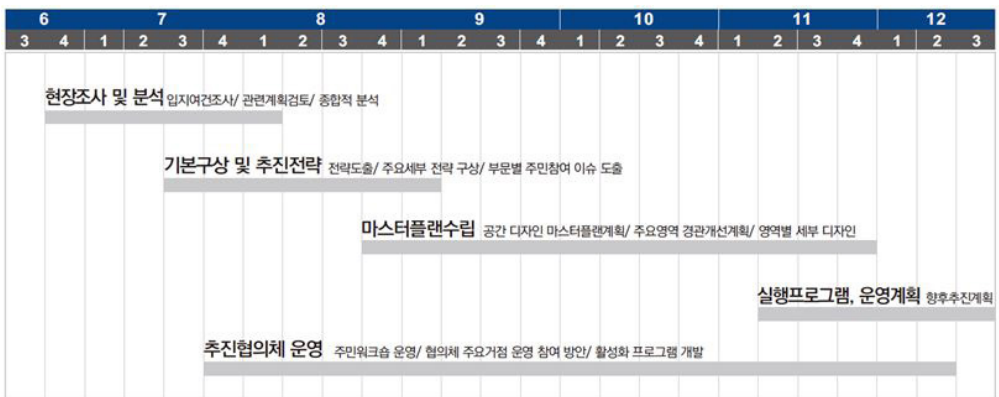 6 7 8 9 10 11 12
3 4 1 2 3 4 1 2 3 4 1 2 3 4 1 2 3 4 1 2 3 4 1 2 3
현장조사 및 분석 입지여건조사/ 관련계획검토/ 종합적 분석
기본구상 및 추진전략 전략도출/ 주요세부 전략 구상/ 부문별 주민참여 이슈 도출
마스터플랜수립 공간 디자인 마스터플랜계획/ 주요영역 경관개선계획/ 영역별 세부 디자인
실행프로그램, 운영계획 향후추진계획
추진협의체 운영 주민워크숍 운영/ 협의체 주요거점 운영 참여 방안/ 활성화 프로그램 개발